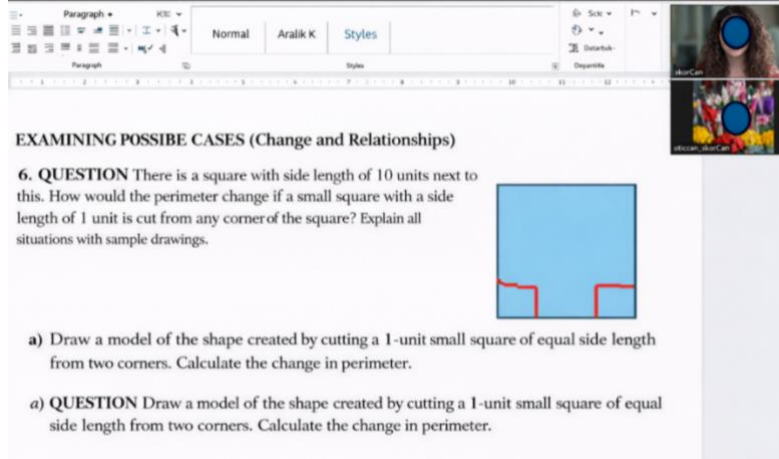 Paragraph
Normal Aralik K Styles
Paragraph Styles
EXAMINING POSSIBE CASES (Change and Relationships)
6. QUESTION There is a square with side length of 10 units next to
this. How would the perimeter change if a small square with a side
length of 1 unit is cut from any corner of the square? Explain all
situations with sample drawings.
a) Draw a model of the shape created by cutting a 1-unit small square of equal side length
from two corners. Calculate the change in perimeter.
a) QUESTION Draw a model of the shape created by cutting a 1-unit small square of equal
side length from two corners. Calculate the change in perimeter.